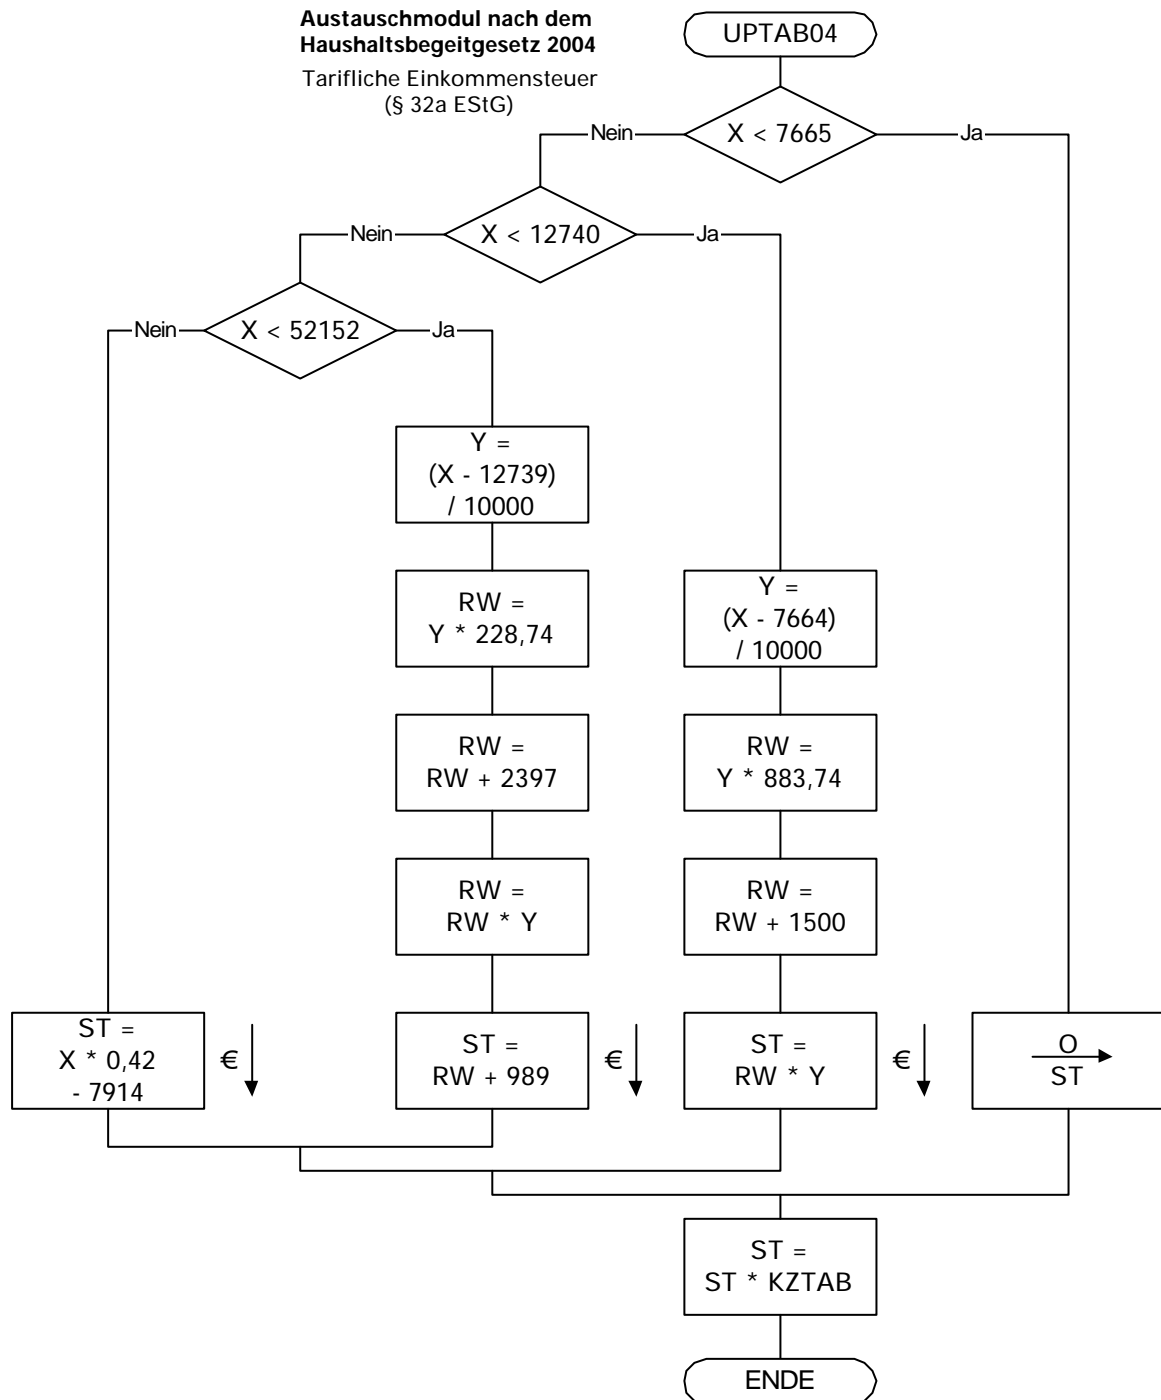 Austauschmodul nach dem
Haushaltsbegeitgesetz 2004
Tarifliche Einkommensteuer
(§ 32a EStG)
UPTAB04
Nein
X < 7665
Ja
Nein
X < 12740
Ja
Nein
X < 52152
Ja
Y =
(X - 12739)
/ 10000
RW =
Y * 228,74
Y =
(X - 7664)
/ 10000
RW =
RW + 2397
RW =
Y * 883,74
RW =
RW * Y
RW =
RW + 1500
ST =
X * 0,42
- 7914
€
ST =
RW + 989
€
ST =
RW * Y
€
O
ST
ST =
ST * KZTAB
ENDE